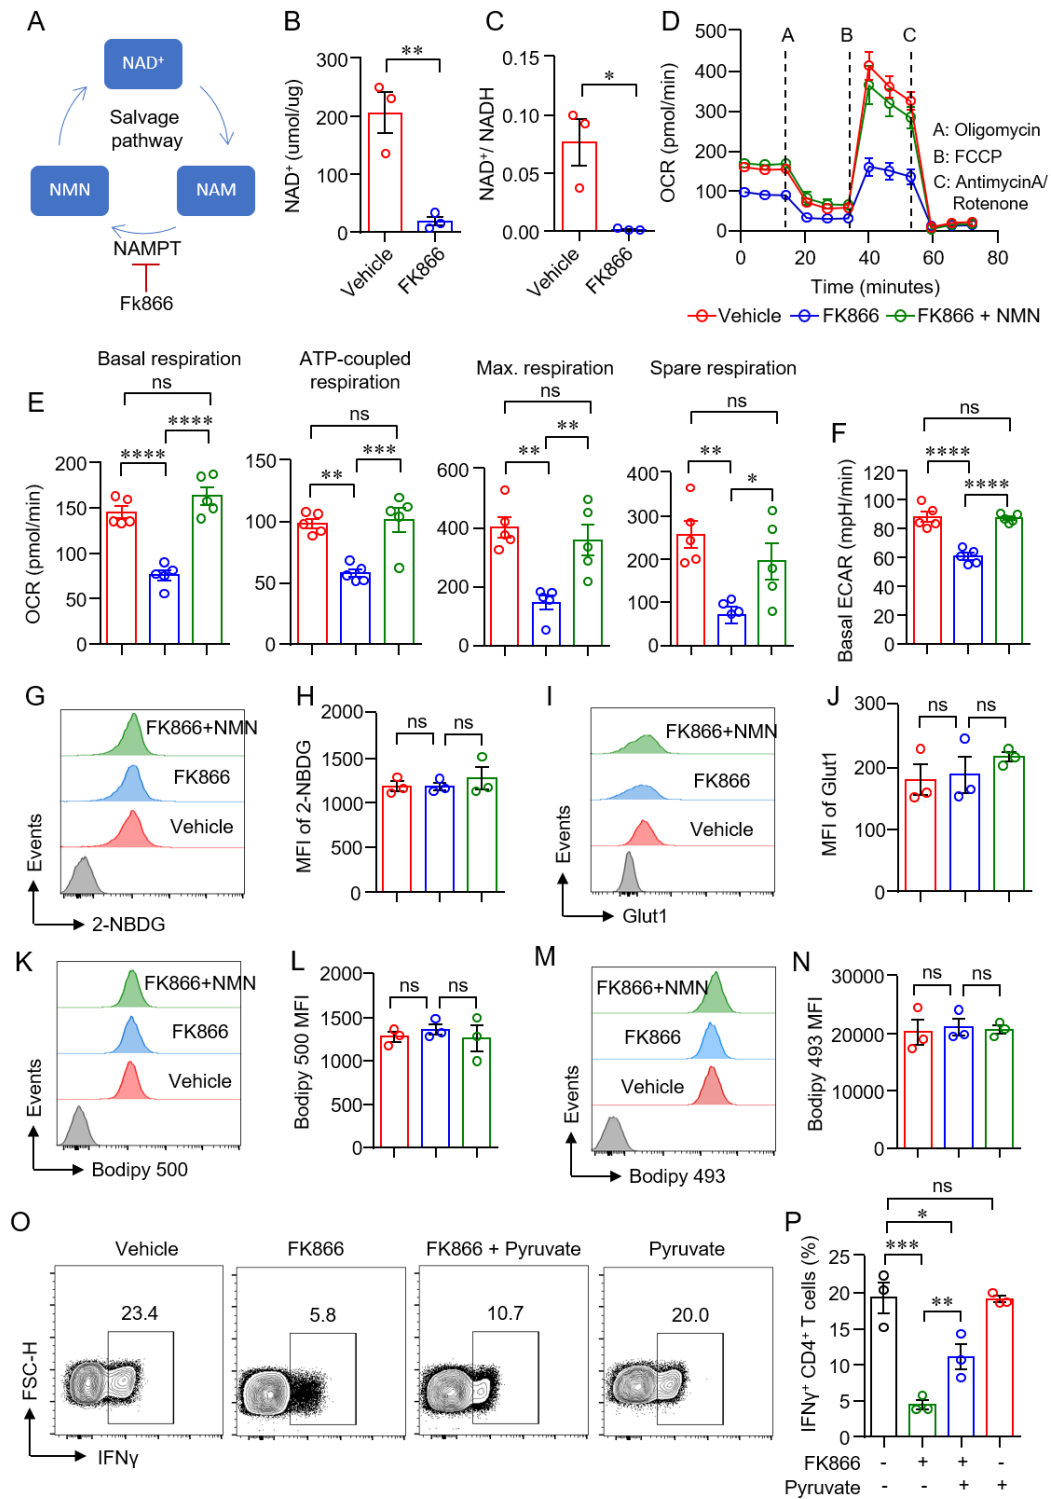 A
NAD⁺
Salvage
pathway
NMN
NAM
NAMPT
Fk866
B
NAD⁺ (umol/ug)
300
200
100
0
**
Vehicle
FK866
C
NAD⁺/ NADH
0.15
0.10
0.05
0.00
*
Vehicle
FK866
D
OCR (pmol/min)
500
400
300
200
100
0
A
B
C
A: Oligomycin
B: FCCP
C: AntimycinA/
Rotenone
0
20
40
60
80
Time (minutes)
Vehicle
FK866
FK866 + NMN
E
OCR (pmol/min)
Basal respiration
ns
****
****
200
150
100
50
0
ATP-coupled
respiration
ns
***
**
150
100
50
0
Max. respiration
ns
**
**
600
400
200
0
Spare respiration
ns
**
*
400
300
200
100
0
F
Basal ECAR (mpH/min)
ns
****
****
120
100
80
60
40
20
0
G
FK866+NMN
FK866
Vehicle
Events
2-NBDG
H
MFI of 2-NBDG
2000
1500
1000
500
0
ns
ns
I
FK866+NMN
FK866
Vehicle
Events
Glut1
J
MFI of Glut1
300
200
100
0
ns
ns
K
FK866+NMN
FK866
Vehicle
Events
Bodipy 500
L
Bodipy 500 MFI
2000
1500
1000
500
0
ns
ns
M
FK866+NMN
FK866
Vehicle
Events
Bodipy 493
N
Bodipy 493 MFI
30000
20000
10000
0
ns
ns
O
Vehicle
FK866
FK866 + Pyruvate
Pyruvate
23.4
5.8
10.7
20.0
FSC-H
IFNγ
P
IFNγ⁺ CD4⁺ T cells (%)
ns
*
***
**
25
20
15
10
5
0
FK866 - + + -
Pyruvate - - + +